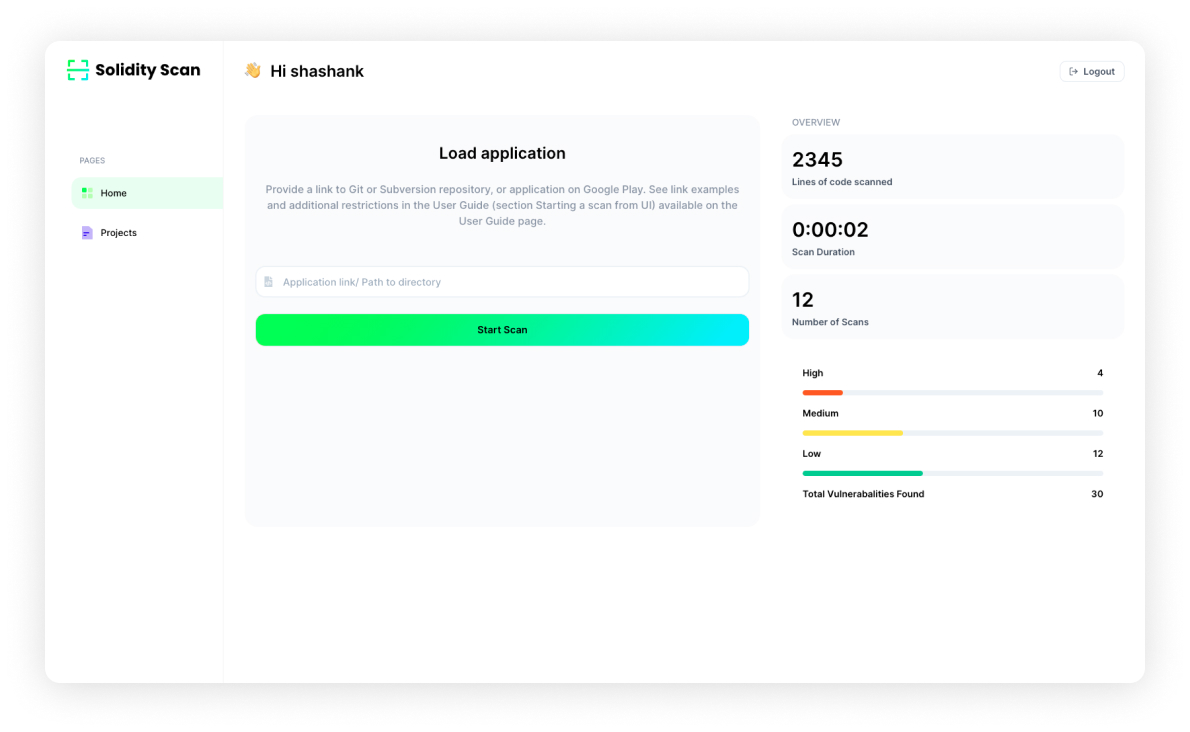 Solidity Scan
👋 Hi shashank
Logout
PAGES
Home
Projects
Load application
Provide a link to Git or Subversion repository, or application on Google Play. See link examples
and additional restrictions in the User Guide (section Starting a scan from UI) available on the
User Guide page.
Application link/ Path to directory
Start Scan
OVERVIEW
2345
Lines of code scanned
0:00:02
Scan Duration
12
Number of Scans
High 4
Medium 10
Low 12
Total Vulnerabalities Found 30